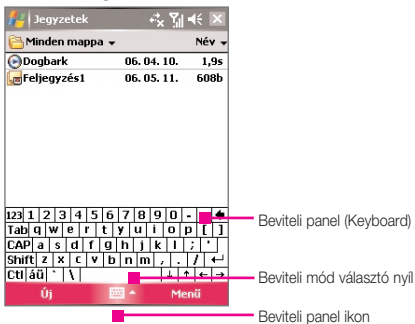 Jegyzetek
Minden mappa Név
Dogbark 06. 04. 10. 1,9s
Feljegyzés1 06. 05. 11. 608b
123 1 2 3 4 5 6 7 8 9 0 -
Tab q w e r t y u i o p [ ]
CAP a s d f g h j k l ; '
Shift z x c v b n m , . /
Ctl áü ` \
Új Menü
Beviteli panel (Keyboard)
Beviteli mód választó nyíl
Beviteli panel ikon